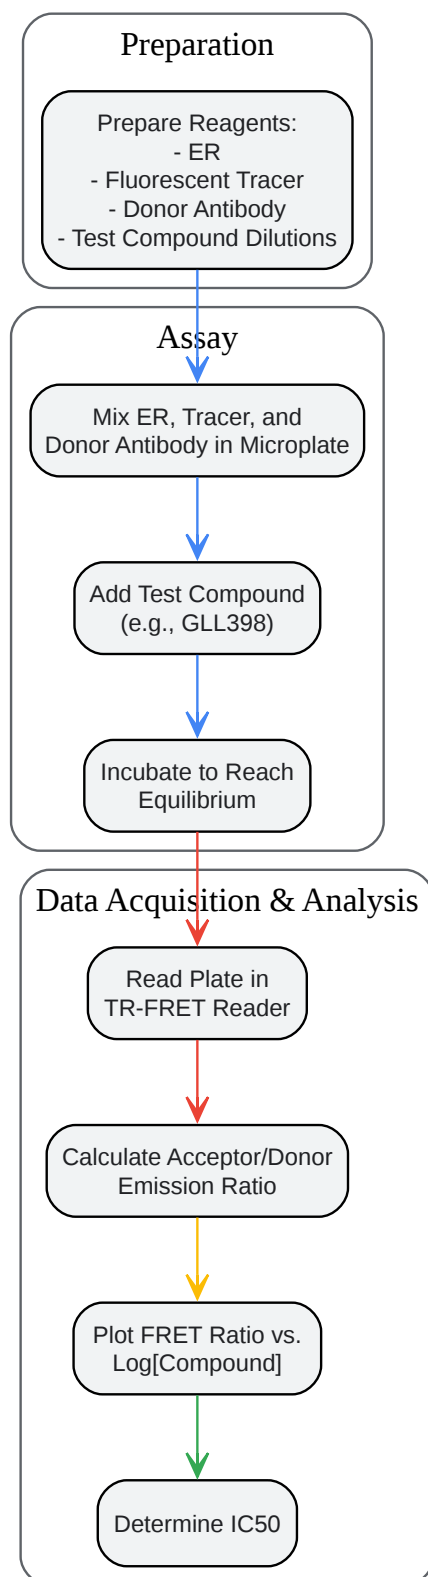 Preparation
Prepare Reagents:
- ER
- Fluorescent Tracer
- Donor Antibody
- Test Compound Dilutions
Assay
Mix ER, Tracer, and
Donor Antibody in Microplate
Add Test Compound
(e.g., GLL398)
Incubate to Reach
Equilibrium
Data Acquisition & Analysis
Read Plate in
TR-FRET Reader
Calculate Acceptor/Donor
Emission Ratio
Plot FRET Ratio vs.
Log[Compound]
Determine IC50